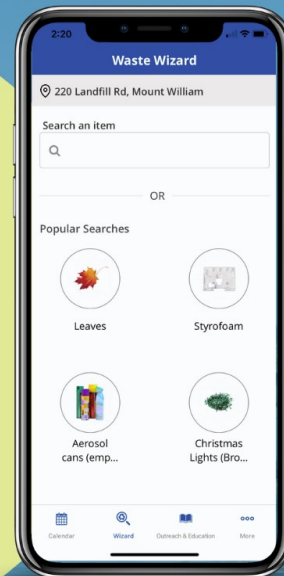 2:20
Waste Wizard
220 Landfill Rd, Mount William
Search an item
OR
Popular Searches
Leaves
Styrofoam
Aerosol
cans (emp...
Christmas
Lights (Bro...
Calendar
Wizard
Outreach & Education
More